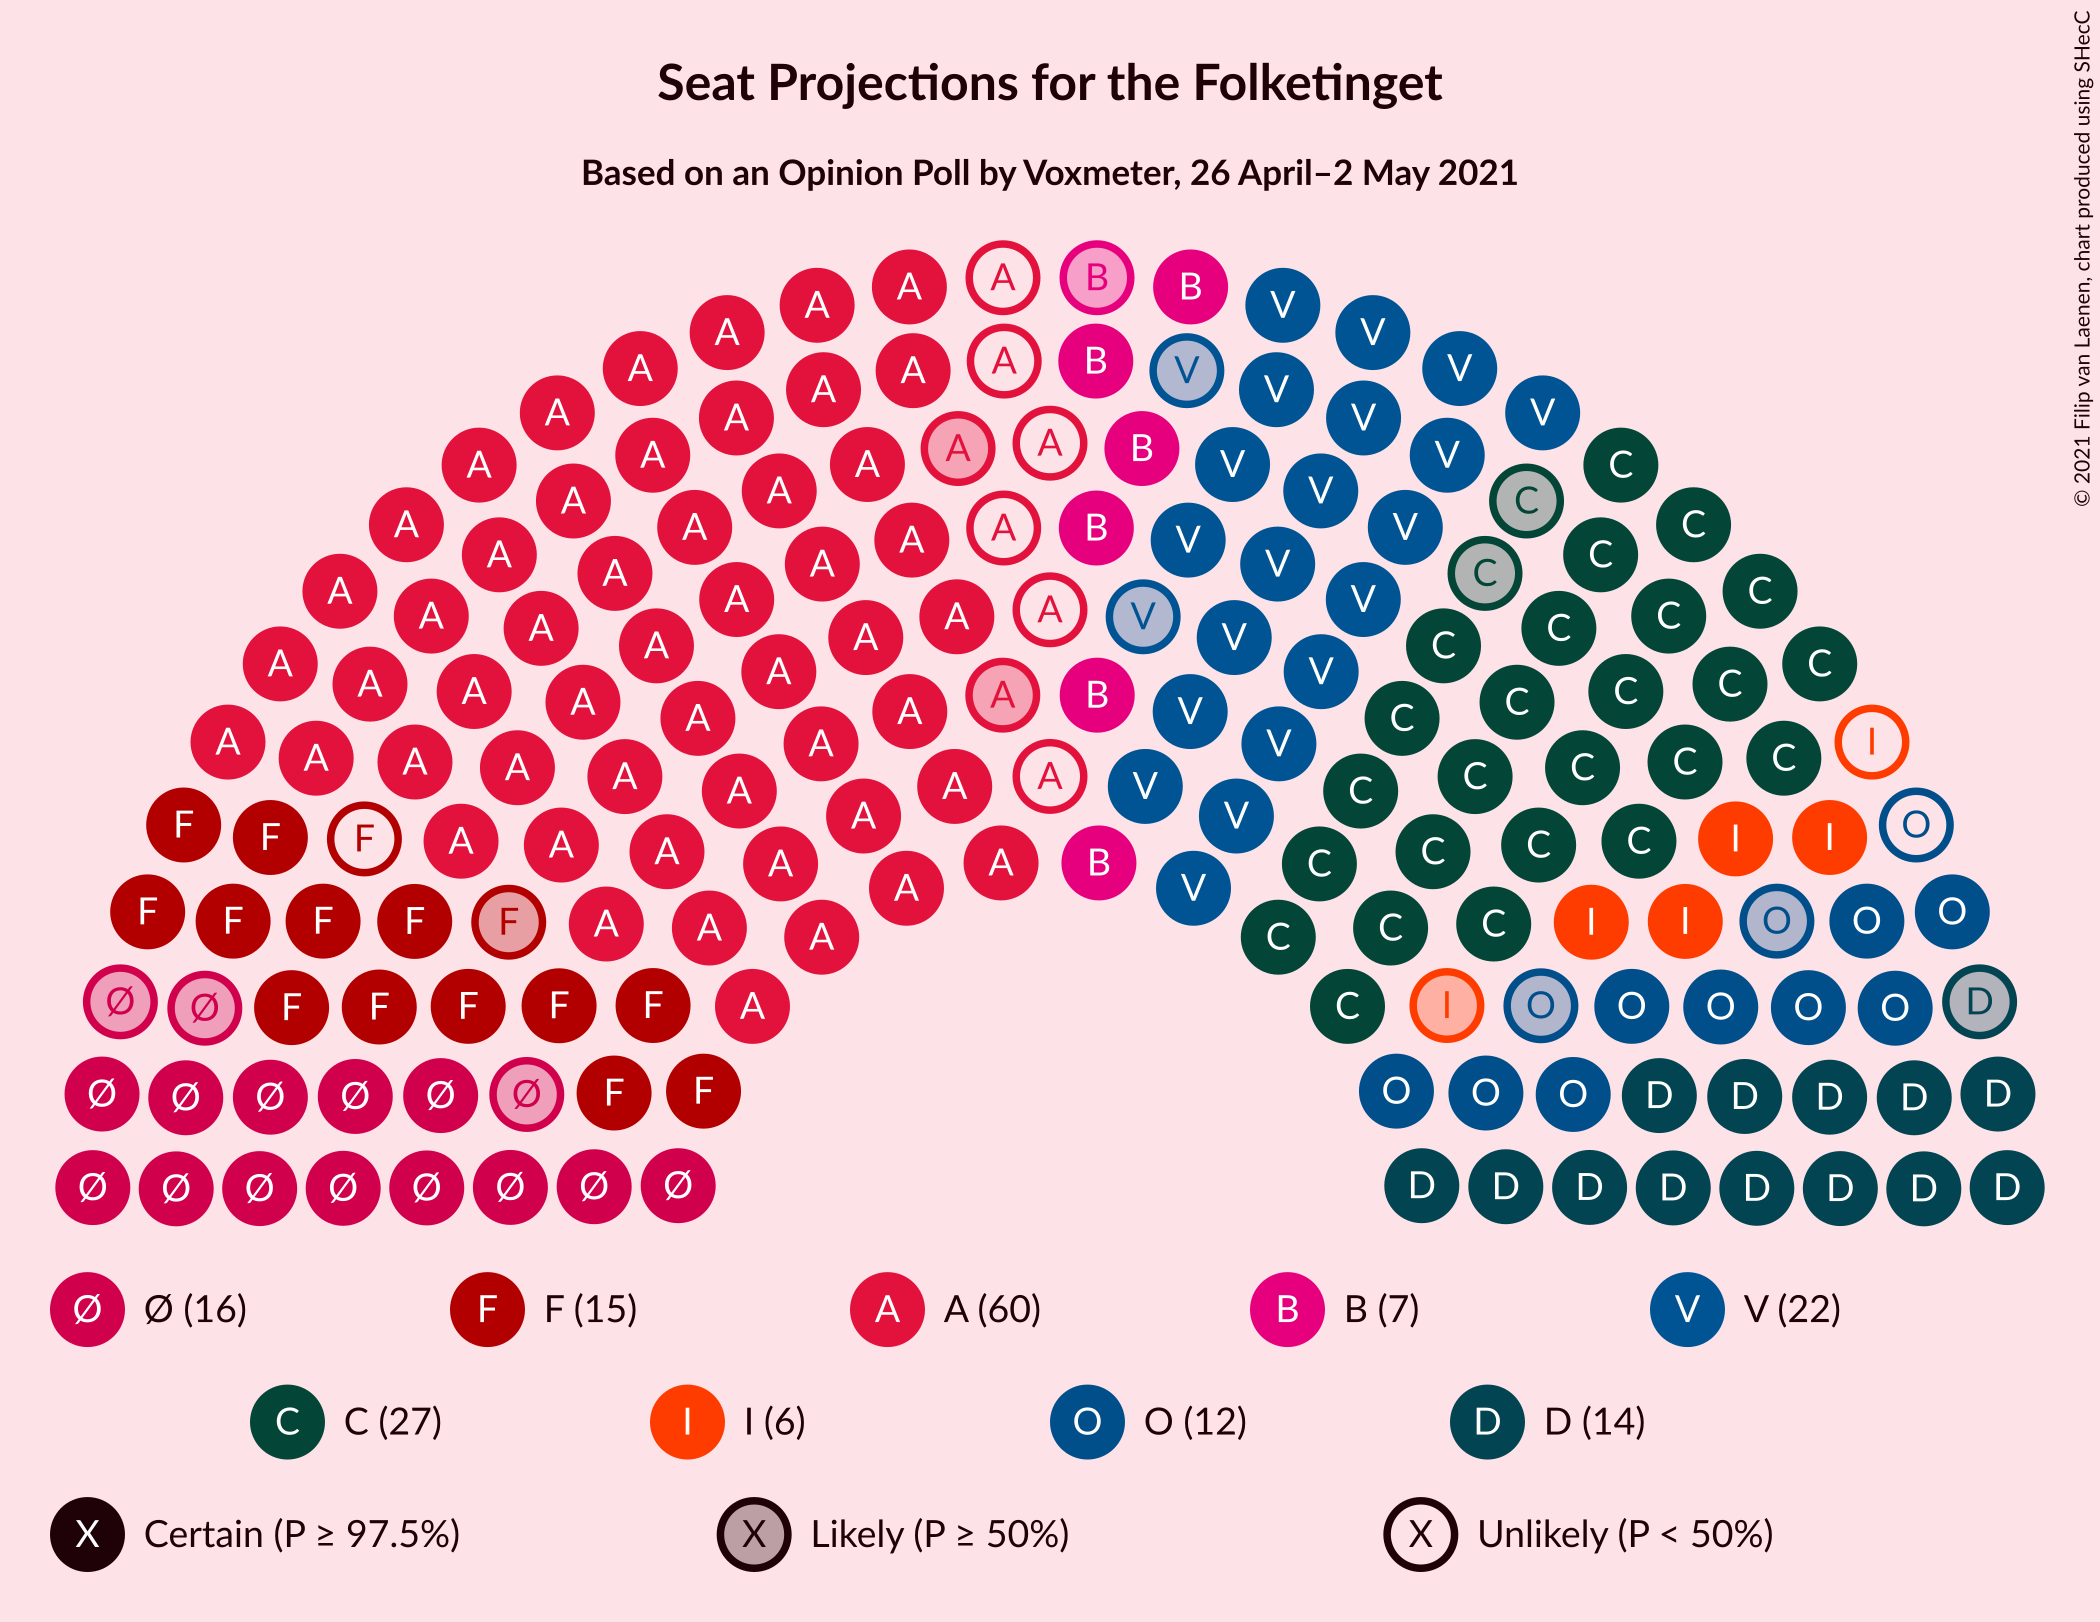 Seat Projections for the Folketinget
Based on an Opinion Poll by Voxmeter, 26 April–2 May 2021
© 2021 Filip van Laenen, chart produced using SHecC
A A A B B V V
A A A A B V V V V V
A A A A A B V V V C C
A A A A A A B V V V V C C C
A A A A A A A A V V V C C C C C
A A A A A A A A A B V V C C C C C C
A A A A A A A A A A V V C C C C C I
F F F A A A A A A A B V C C C C I I O
F F F F F A A A C C C I I O O O
Ø Ø F F F F F A C I O O O O O D
Ø Ø Ø Ø Ø Ø F F O O O D D D D D
Ø Ø Ø Ø Ø Ø Ø Ø D D D D D D D D
Ø Ø (16) F F (15) A A (60) B B (7) V V (22)
C C (27) I I (6) O O (12) D D (14)
X Certain (P ≥ 97.5%) X Likely (P ≥ 50%) X Unlikely (P < 50%)